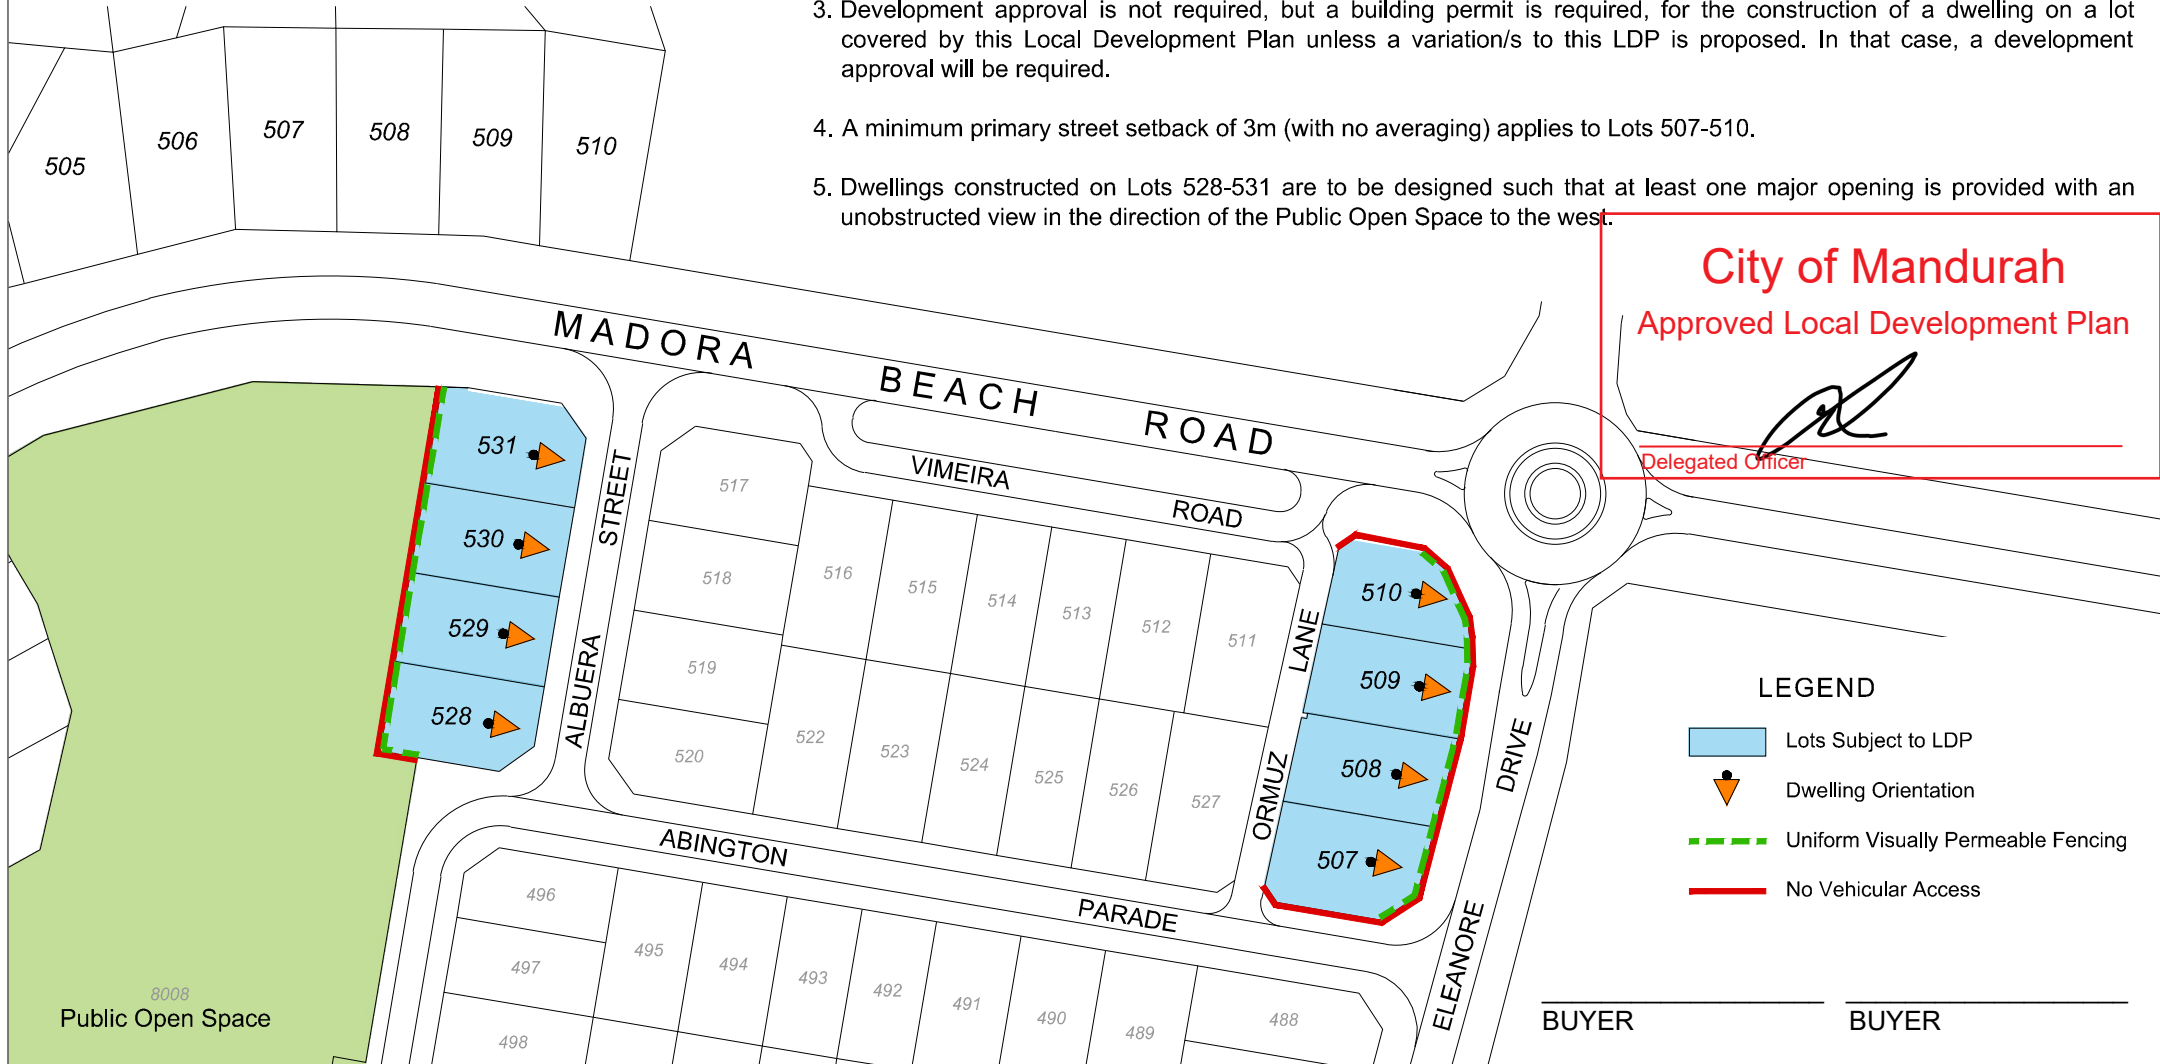 3. Development approval is not required, but a building permit is required, for the construction of a dwelling on a lot
covered by this Local Development Plan unless a variation/s to this LDP is proposed. In that case, a development
approval will be required.
4. A minimum primary street setback of 3m (with no averaging) applies to Lots 507-510.
5. Dwellings constructed on Lots 528-531 are to be designed such that at least one major opening is provided with an
unobstructed view in the direction of the Public Open Space to the west.
City of Mandurah
Approved Local Development Plan
Delegated Officer
505
506
507
508
509
510
MADORA BEACH ROAD
VIMEIRA ROAD
ALBUERA STREET
ORMUZ LANE
ELEANORE DRIVE
ABINGTON PARADE
531
530
529
528
517
518
519
520
516
515
514
513
512
511
522
523
524
525
526
527
510
509
508
507
496
497
498
495
494
493
492
491
490
489
488
8008
Public Open Space
LEGEND
Lots Subject to LDP
Dwelling Orientation
Uniform Visually Permeable Fencing
No Vehicular Access
BUYER
BUYER